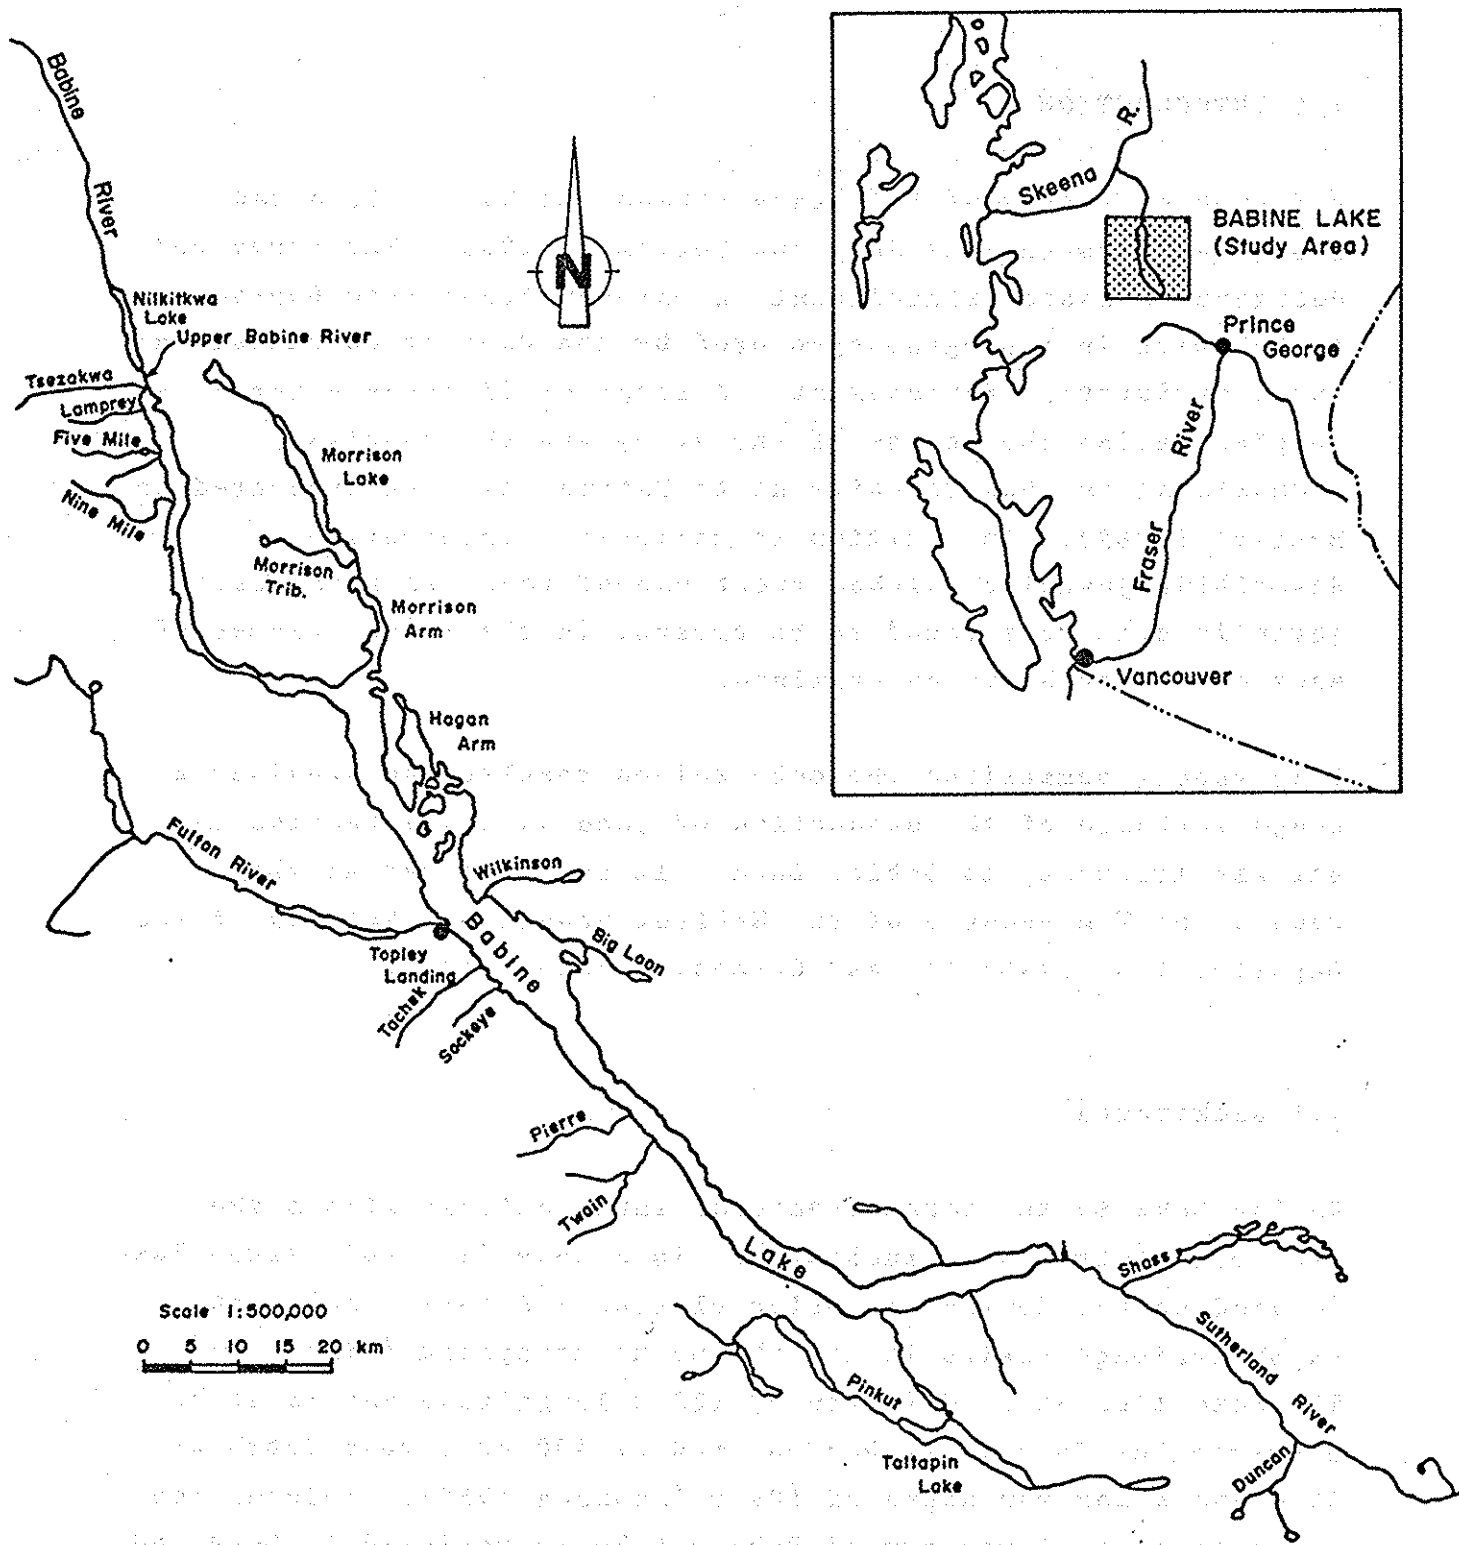 Babine
River
Nilkitkwa
Lake
Upper Babine River
Tsezakwa
Lamprey
Five Mile
Nine Mile
Morrison
Lake
Morrison
Trib.
Morrison
Arm
Hagan
Arm
N
Fulton River
Wilkinson
Babine
Big Loon
Topley
Landing
Tachek
Sockeye
Pierre
Twain
Lake
Shass
Sutherland
River
Pinkut
Taltapin
Lake
Duncan
Scale 1:500,000
0 5 10 15 20 km
Skeena
R.
BABINE LAKE
(Study Area)
Prince
George
River
Fraser
Vancouver